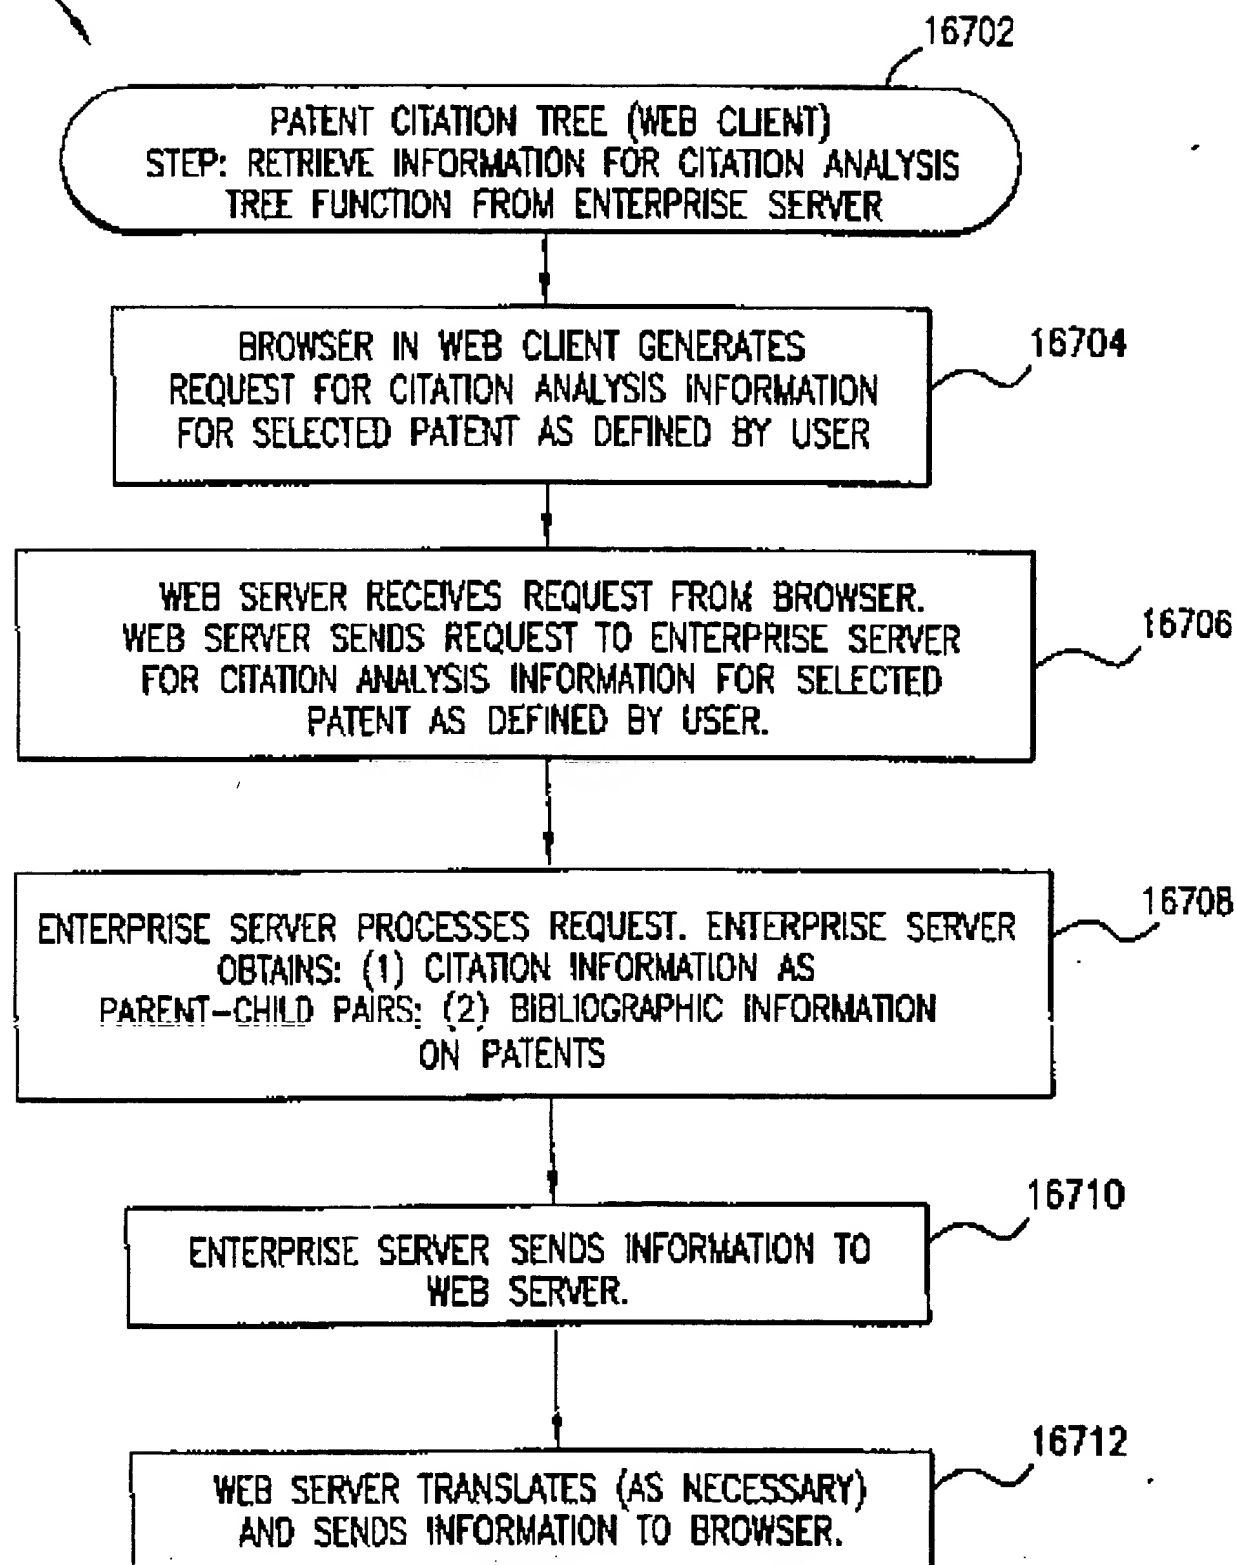 16702
PATENT CITATION TREE (WEB CLIENT)
STEP: RETRIEVE INFORMATION FOR CITATION ANALYSIS
TREE FUNCTION FROM ENTERPRISE SERVER
BROWSER IN WEB CLIENT GENERATES
REQUEST FOR CITATION ANALYSIS INFORMATION
FOR SELECTED PATENT AS DEFINED BY USER
16704
WEB SERVER RECEIVES REQUEST FROM BROWSER.
WEB SERVER SENDS REQUEST TO ENTERPRISE SERVER
FOR CITATION ANALYSIS INFORMATION FOR SELECTED
PATENT AS DEFINED BY USER.
16706
ENTERPRISE SERVER PROCESSES REQUEST. ENTERPRISE SERVER
OBTAINS: (1) CITATION INFORMATION AS
PARENT-CHILD PAIRS; (2) BIBLIOGRAPHIC INFORMATION
ON PATENTS
16708
ENTERPRISE SERVER SENDS INFORMATION TO
WEB SERVER.
16710
WEB SERVER TRANSLATES (AS NECESSARY)
AND SENDS INFORMATION TO BROWSER.
16712